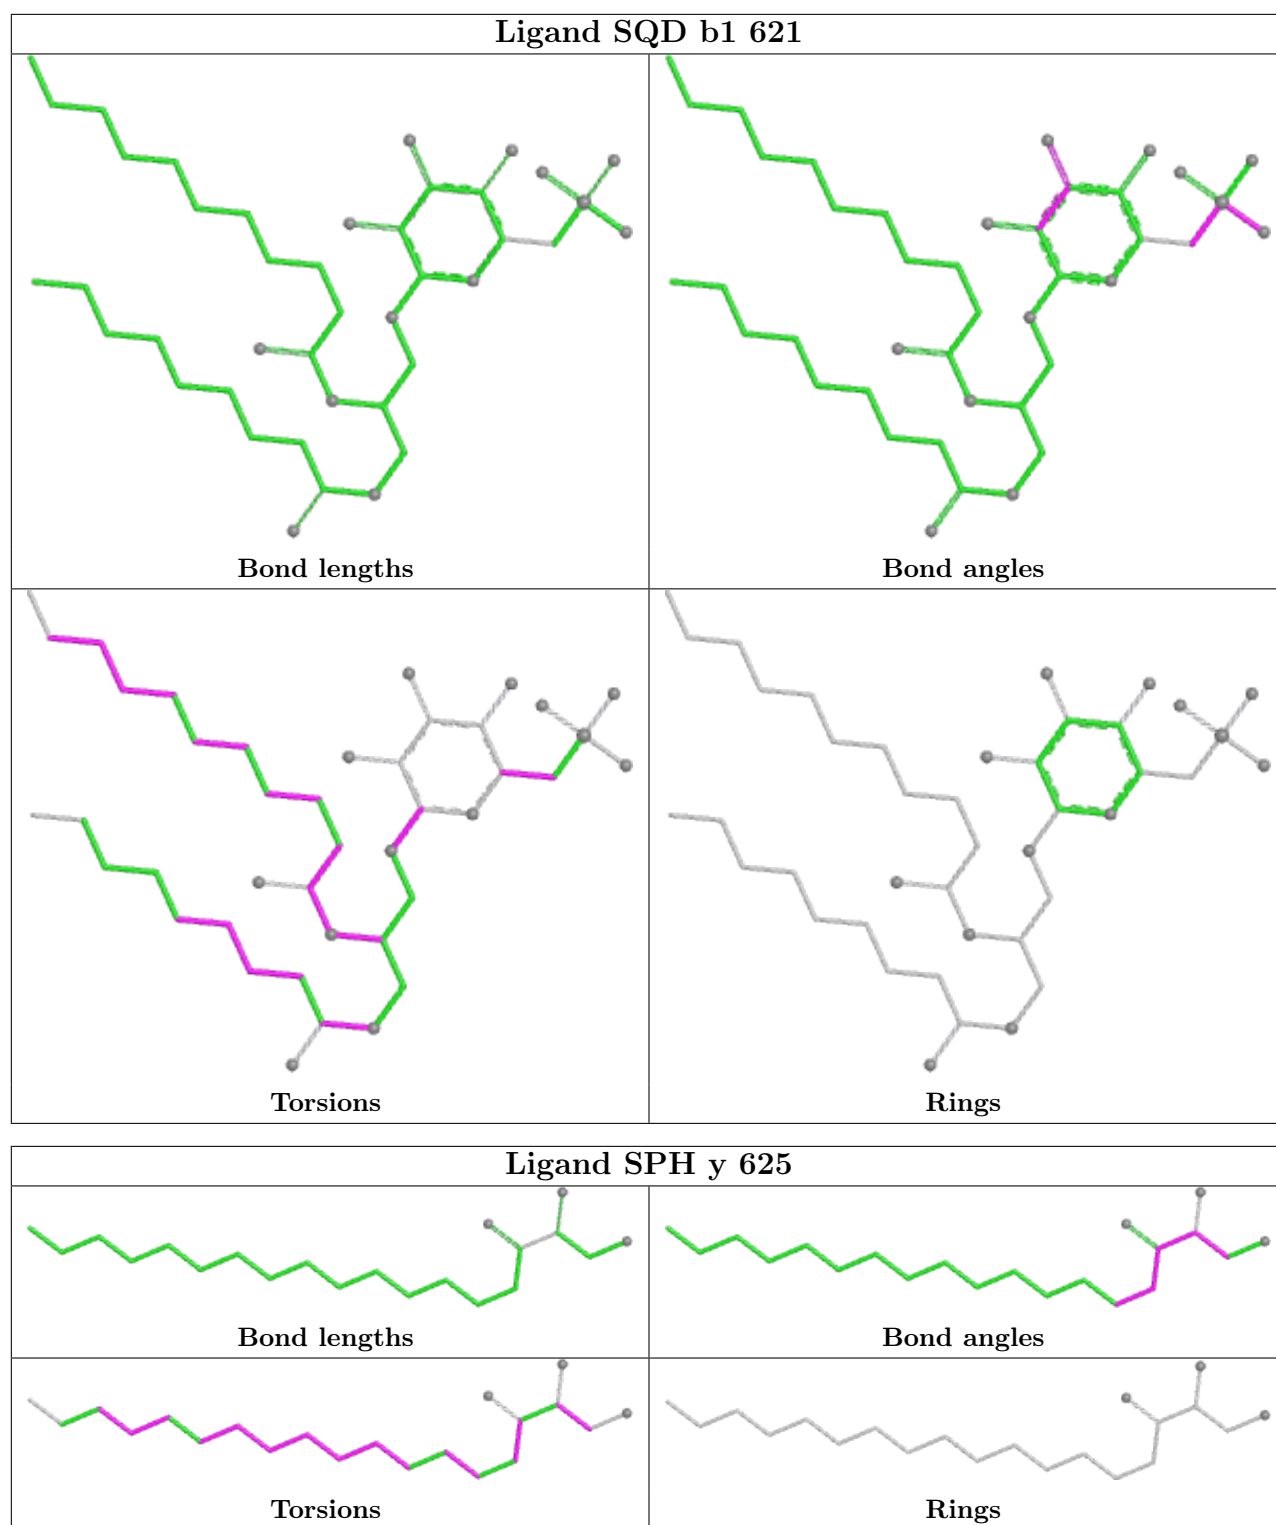 Ligand SQD b1 621
Bond lengths
Bond angles
Torsions
Rings
Ligand SPH y 625
Bond lengths
Bond angles
Torsions
Rings